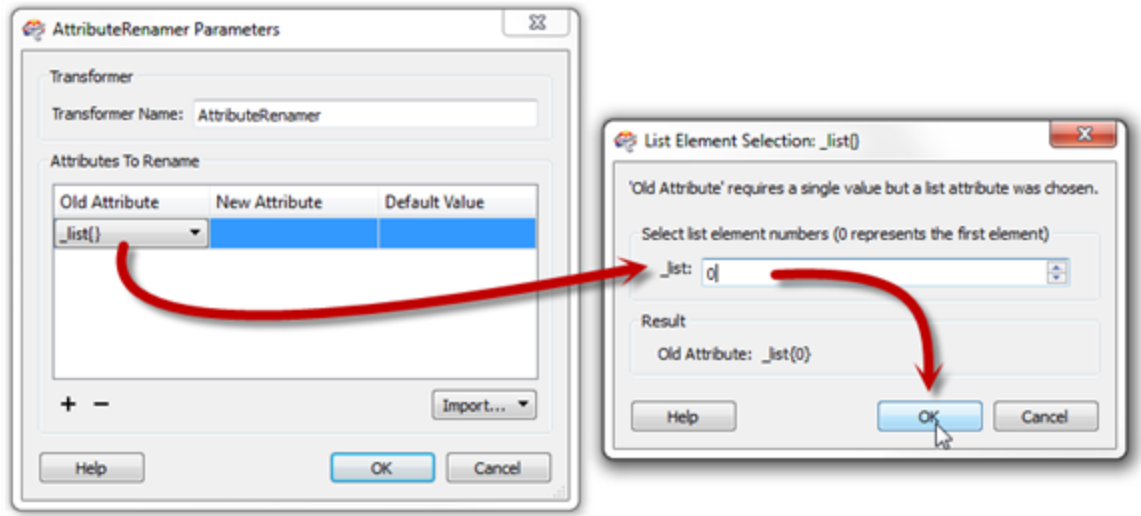 AttributeRenamer Parameters
Transformer
Transformer Name: AttributeRenamer
Attributes To Rename
Old Attribute New Attribute Default Value
_list{}
+ −
Import...
Help OK Cancel
List Element Selection: _list{}
'Old Attribute' requires a single value but a list attribute was chosen.
Select list element numbers (0 represents the first element)
_list: 0
Result
Old Attribute: _list{0}
Help OK Cancel